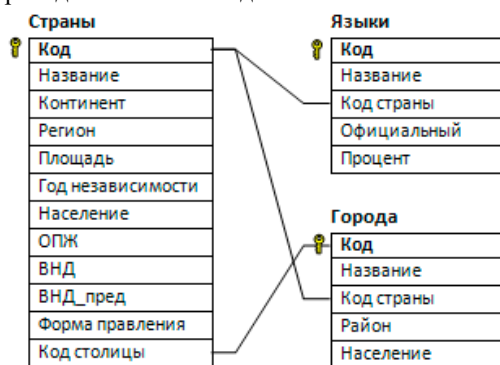 Страны
Код
Название
Континент
Регион
Площадь
Год независимости
Население
ОПЖ
ВНД
ВНД_пред
Форма правления
Код столицы
Языки
Код
Название
Код страны
Официальный
Процент
Города
Код
Название
Код страны
Район
Население